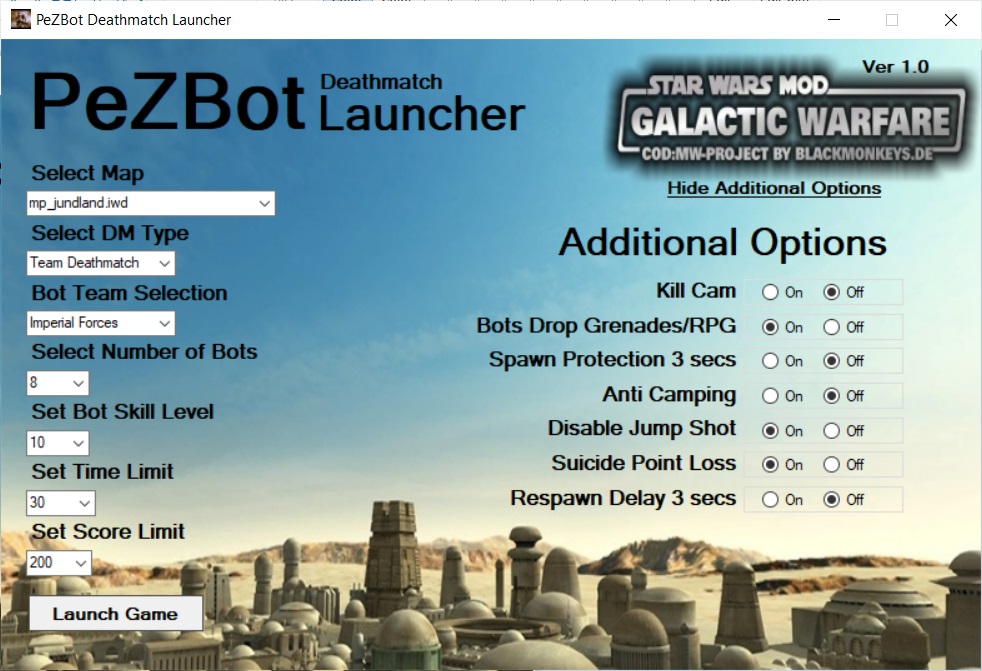 PeZBot Deathmatch Launcher
PeZBot Deathmatch
Launcher
Ver 1.0
STAR WARS MOD
GALACTIC WARFARE
COD:MW-PROJECT BY BLACKMONKEYS.DE
Hide Additional Options
Select Map
mp_jundland.iwd
Select DM Type
Team Deathmatch
Bot Team Selection
Imperial Forces
Select Number of Bots
8
Set Bot Skill Level
10
Set Time Limit
30
Set Score Limit
200
Launch Game
Additional Options
Kill Cam On Off
Bots Drop Grenades/RPG On Off
Spawn Protection 3 secs On Off
Anti Camping On Off
Disable Jump Shot On Off
Suicide Point Loss On Off
Respawn Delay 3 secs On Off